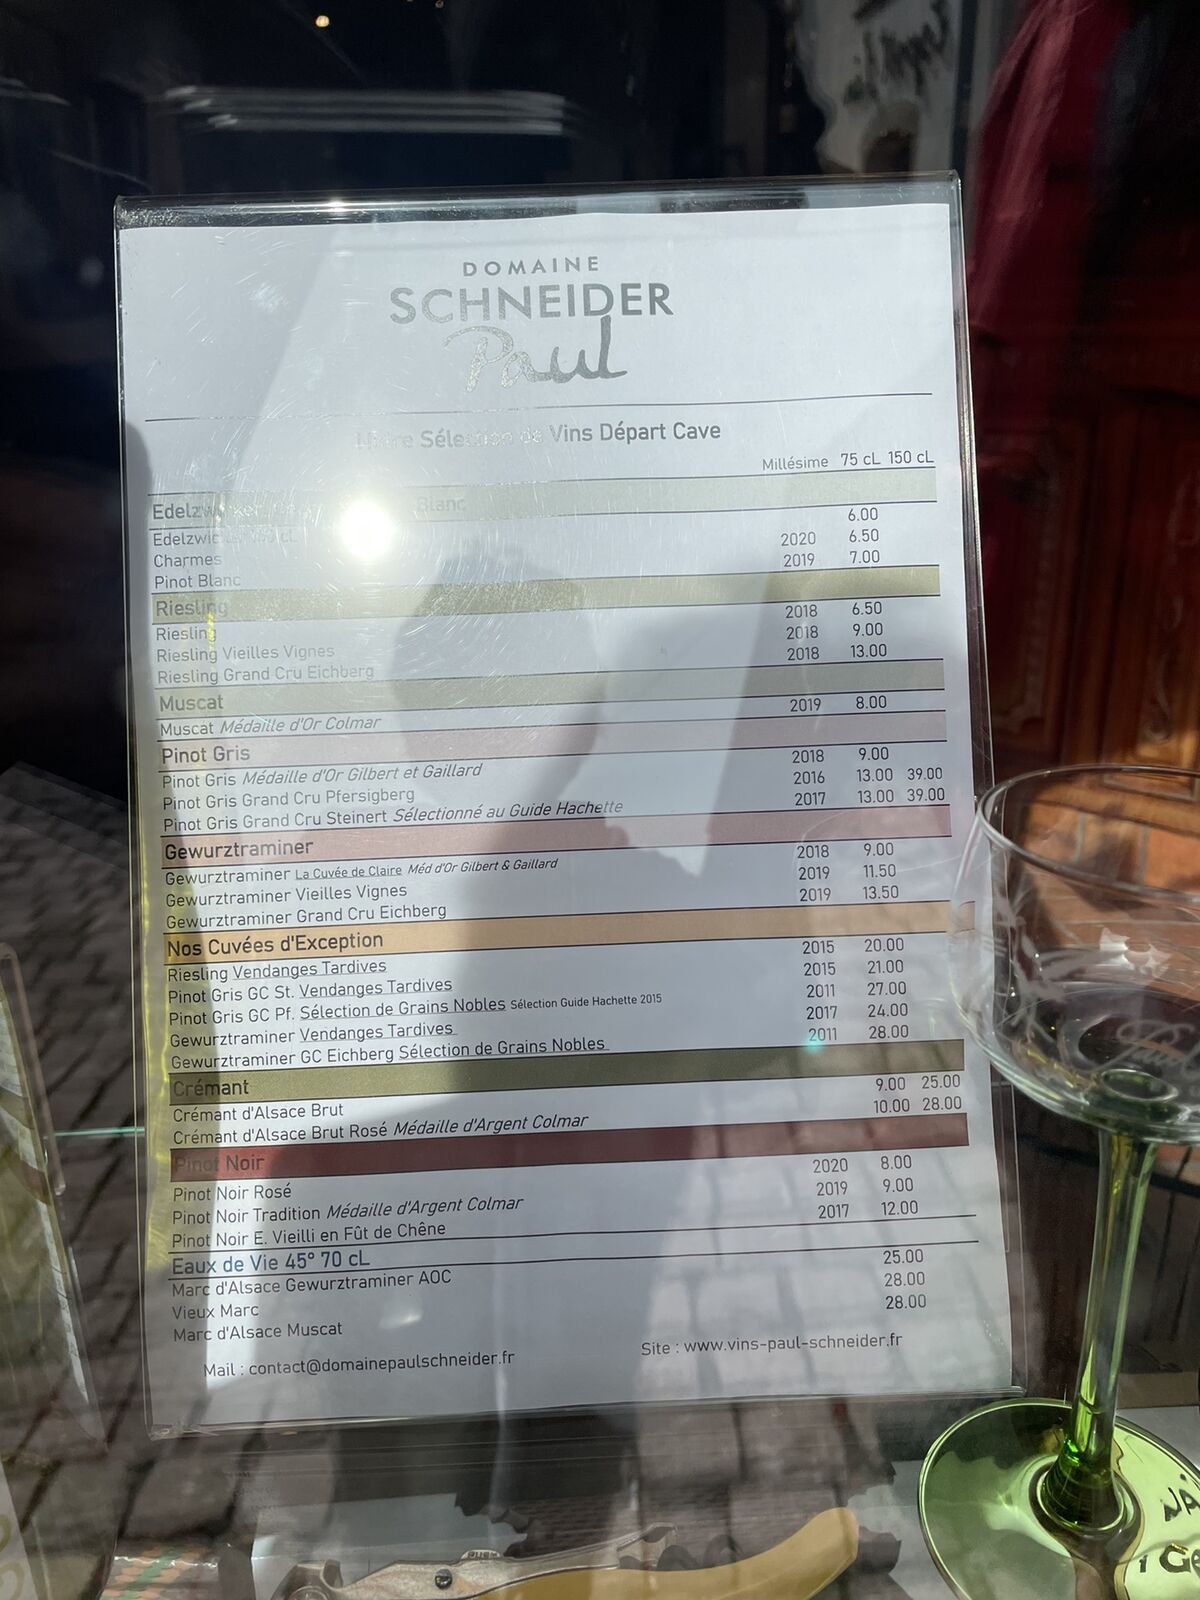 DOMAINE
SCHNEIDER
Paul
Sélection de Vins Départ Cave
Millésime 75 cL 150 cL
Blanc
6.00
Edelzwicker cL 2020 6.50
Charmes 2019 7.00
Pinot Blanc
Riesling
Riesling 2018 6.50
Riesling Vieilles Vignes 2018 9.00
Riesling Grand Cru Eichberg 2018 13.00
Muscat
Muscat Médaille d'Or Colmar 2019 8.00
Pinot Gris
Pinot Gris Médaille d'Or Gilbert et Gaillard 2018 9.00
Pinot Gris Grand Cru Pfersigberg 2016 13.00 39.00
Pinot Gris Grand Cru Steinert Sélectionné au Guide Hachette 2017 13.00 39.00
Gewurztraminer
Gewurztraminer La Cuvée de Claire Méd d'Or Gilbert & Gaillard 2018 9.00
Gewurztraminer Vieilles Vignes 2019 11.50
Gewurztraminer Grand Cru Eichberg 2019 13.50
Nos Cuvées d'Exception
Riesling Vendanges Tardives 2015 20.00
Pinot Gris GC St. Vendanges Tardives 2015 21.00
Pinot Gris GC Pf. Sélection de Grains Nobles Sélection Guide Hachette 2015 2011 27.00
Gewurztraminer Vendanges Tardives 2017 24.00
Gewurztraminer GC Eichberg Sélection de Grains Nobles 2011 28.00
Crémant
Crémant d'Alsace Brut 9.00 25.00
Crémant d'Alsace Brut Rosé Médaille d'Argent Colmar 10.00 28.00
Pinot Noir
Pinot Noir Rosé 2020 8.00
Pinot Noir Tradition Médaille d'Argent Colmar 2019 9.00
Pinot Noir E. Vieilli en Fût de Chêne 2017 12.00
Eaux de Vie 45° 70 cL
Marc d'Alsace Gewurztraminer AOC 25.00
Vieux Marc 28.00
Marc d'Alsace Muscat 28.00
Mail : contact@domainepaulschneider.fr Site : www.vins-paul-schneider.fr